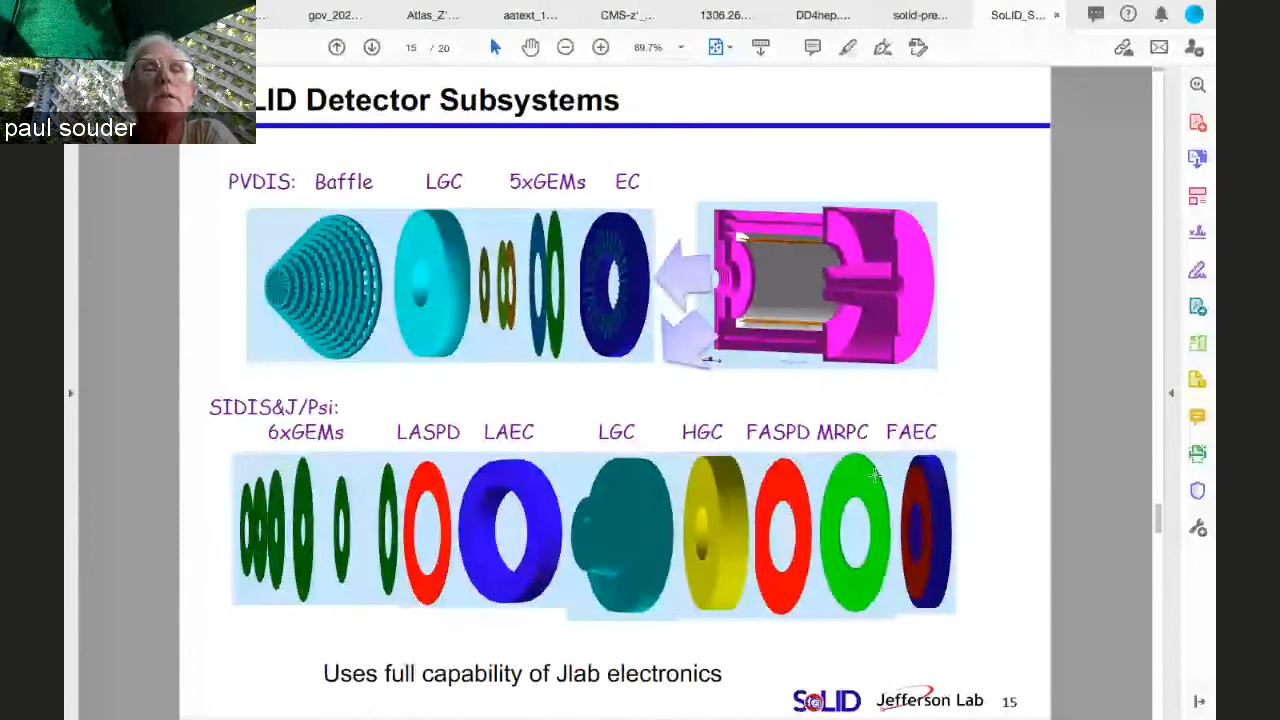 gov_202...
Atlas_Z'...
aatext_1...
CMS-z'_...
1306.26...
DD4hep...
solid-pre...
SoLID_S...
15 / 20
89.7%
paul souder
LID Detector Subsystems
PVDIS: Baffle LGC 5xGEMs EC
SIDIS&J/Psi:
6xGEMs LASPD LAEC LGC HGC FASPD MRPC FAEC
Uses full capability of Jlab electronics
SoLID Jefferson Lab 15